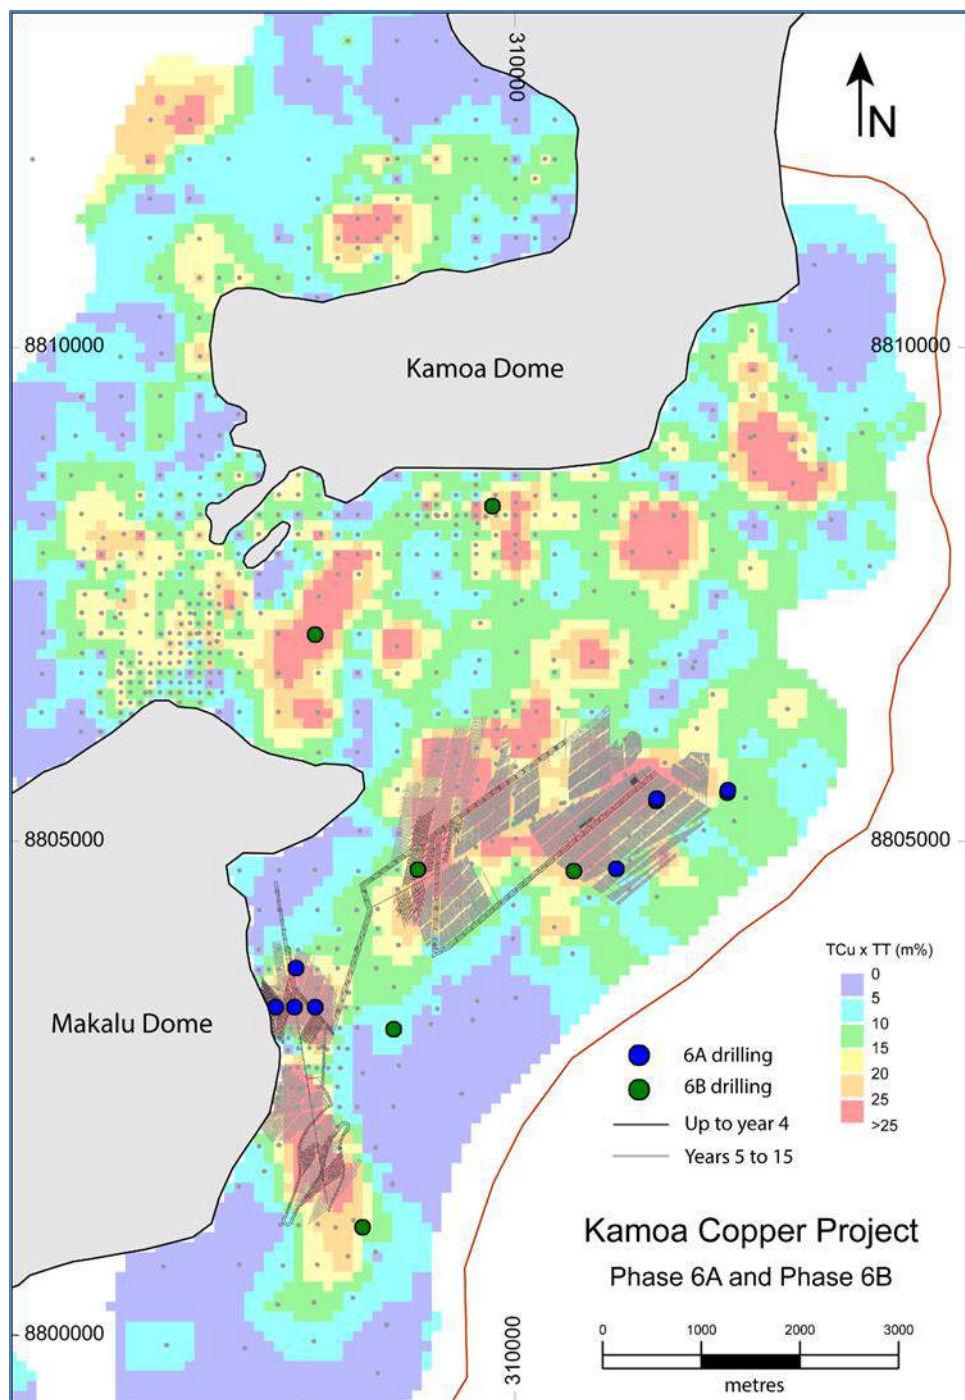 310000
N
8810000
8810000
Kamoa Dome
8805000
8805000
Makalu Dome
TCu x TT (m%)
0
5
10
15
20
25
>25
6A drilling
6B drilling
Up to year 4
Years 5 to 15
Kamoa Copper Project
Phase 6A and Phase 6B
8800000
310000
0 1000 2000 3000
metres